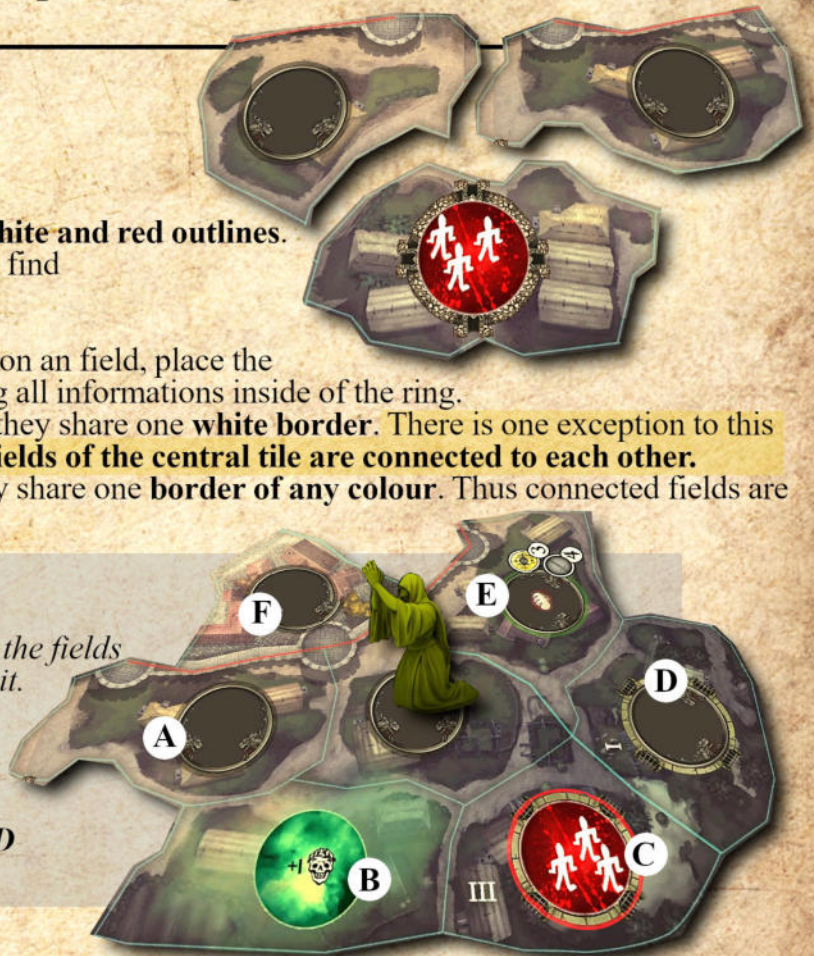 hite and red outlines.
find
on an field, place the
g all informations inside of the ring.
they share one white border. There is one exception to this
ields of the central tile are connected to each other.
y share one border of any colour. Thus connected fields are
F
E
the fields
it.
D
A
I
D
+1
B
C
III